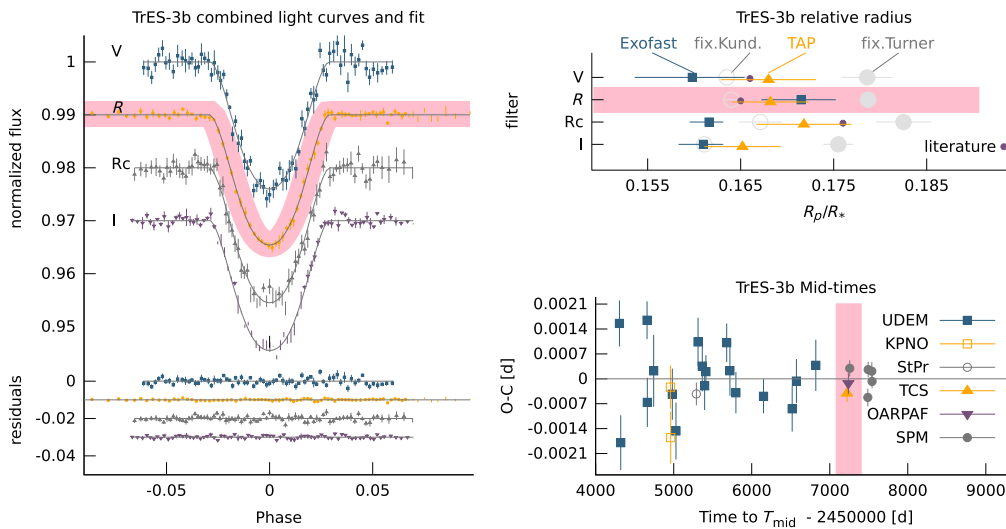 TrES-3b combined light curves and fit
normalized flux
1
0.99
0.98
0.97
0.96
0.95
V
R
Rc
I
I
residuals
0
-0.02
-0.04
-0.05
0
0.05
Phase
TrES-3b relative radius
Exofast
fix.Kund.
TAP
fix.Turner
filter
V
R
Rc
I
literature
0.155
0.165
0.175
0.185
Rp/R*
TrES-3b Mid-times
O-C [d]
0.0021
0.0014
0.0007
0
-0.0007
-0.0014
-0.0021
UDEM
KPNO
StPr
TCS
OARPAF
SPM
4000
5000
6000
7000
8000
9000
Time to Tmid - 2450000 [d]